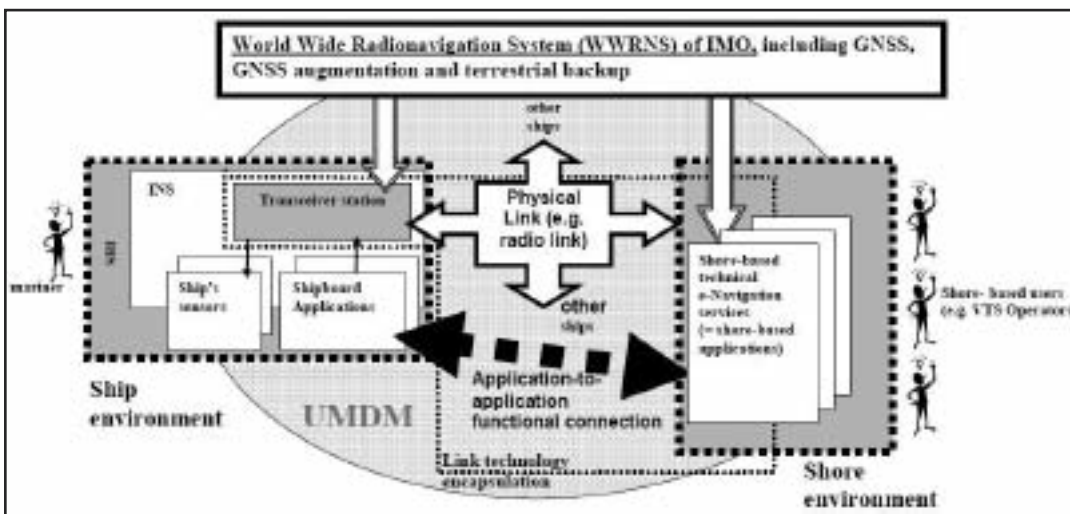 World Wide Radionavigation System (WWRNS) of IMO, including GNSS,
GNSS augmentation and terrestrial backup
other
ships
INS
Transceiver station
Physical
Link (e.g.
radio link)
mariner
Ship's
sensors
Shipboard
Applications
Shore-based
technical
e-Navigation
services
(= shore-based
applications)
Shore- based users
(e.g. VTS Operator)
other
ships
Application-to-
application
functional connection
Ship
environment
UMDM
Link technology
encapsulation
Shore
environment